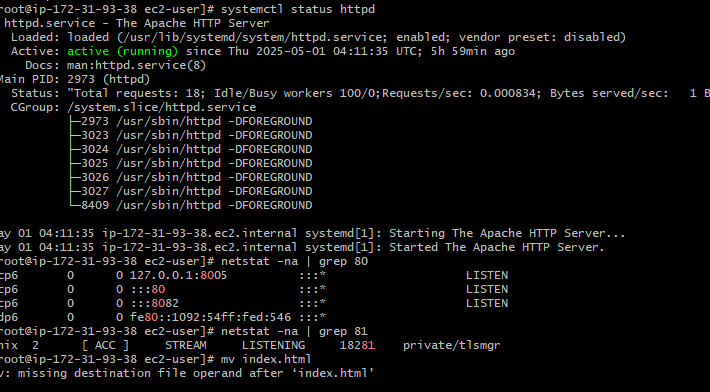 root@ip-172-31-93-38 ec2-user]# systemctl status httpd
httpd.service - The Apache HTTP Server
Loaded: loaded (/usr/lib/systemd/system/httpd.service; enabled; vendor preset: disabled)
Active: active (running) since Thu 2025-05-01 04:11:35 UTC; 5h 59min ago
Docs: man:httpd.service(8)
Main PID: 2973 (httpd)
Status: "Total requests: 18; Idle/Busy workers 100/0;Requests/sec: 0.000834; Bytes served/sec:   1 B
CGroup: /system.slice/httpd.service
├─2973 /usr/sbin/httpd -DFOREGROUND
├─3023 /usr/sbin/httpd -DFOREGROUND
├─3024 /usr/sbin/httpd -DFOREGROUND
├─3025 /usr/sbin/httpd -DFOREGROUND
├─3026 /usr/sbin/httpd -DFOREGROUND
├─3027 /usr/sbin/httpd -DFOREGROUND
└─8409 /usr/sbin/httpd -DFOREGROUND
ay 01 04:11:35 ip-172-31-93-38.ec2.internal systemd[1]: Starting The Apache HTTP Server...
ay 01 04:11:35 ip-172-31-93-38.ec2.internal systemd[1]: Started The Apache HTTP Server.
root@ip-172-31-93-38 ec2-user]# netstat -na | grep 80
cp6 0 0 127.0.0.1:8005 :::* LISTEN
cp6 0 0 :::80 :::* LISTEN
cp6 0 0 :::8082 :::* LISTEN
dp6 0 0 fe80::1092:54ff:fed:546 :::*
root@ip-172-31-93-38 ec2-user]# netstat -na | grep 81
nix 2 [ ACC ] STREAM LISTENING 18281 private/tlsmgr
root@ip-172-31-93-38 ec2-user]# mv index.html
v: missing destination file operand after ‘index.html’